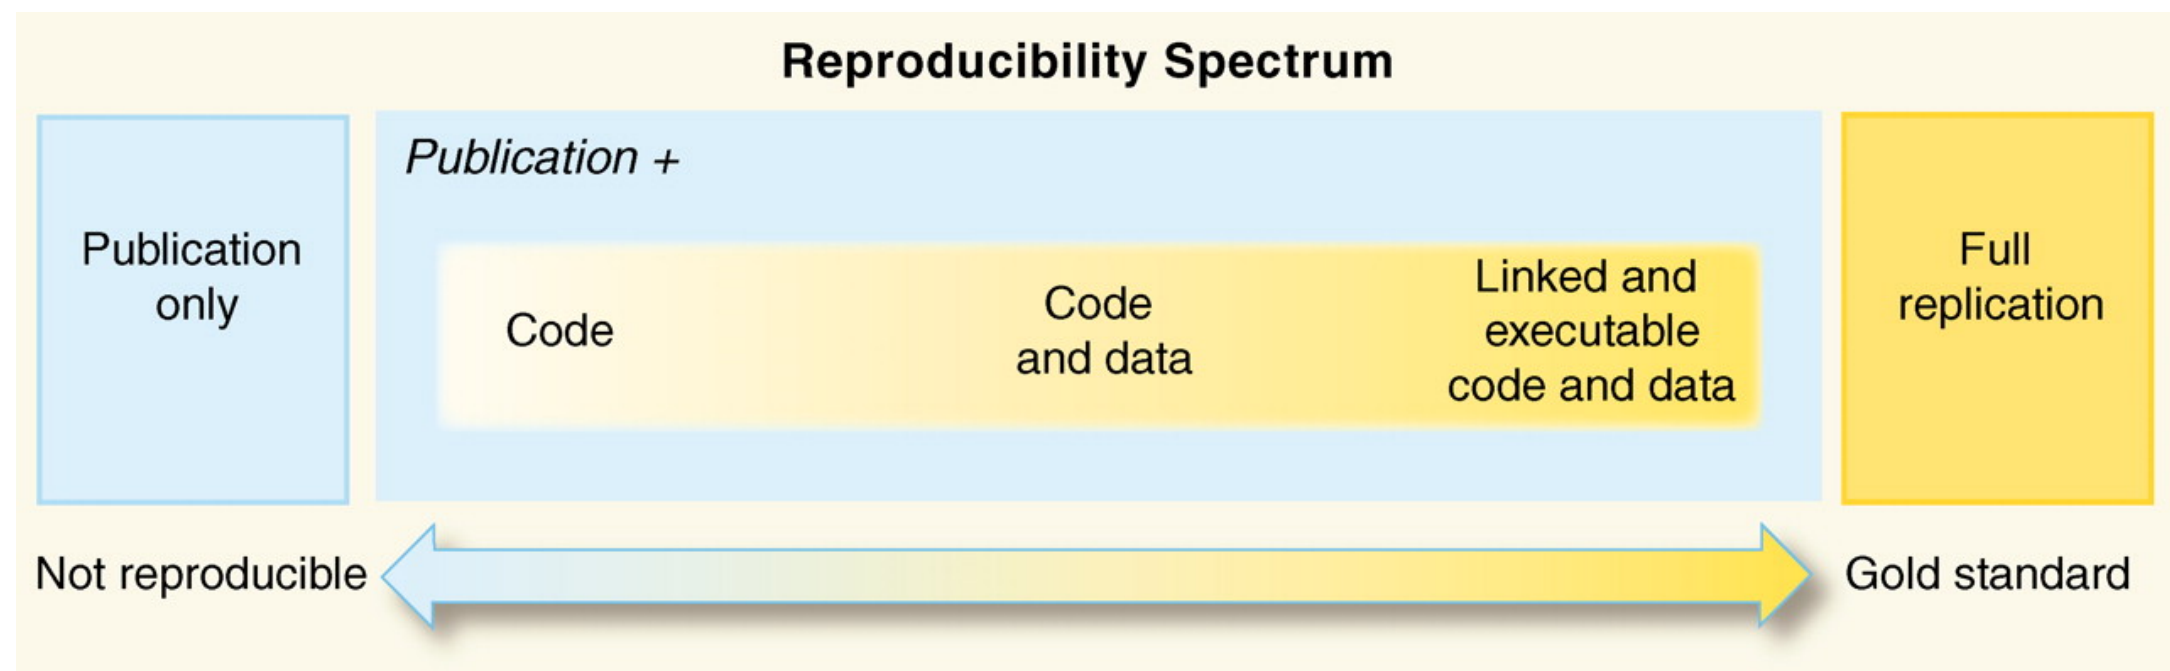 Reproducibility Spectrum
Publication
only
Publication +
Code
Code
and data
Linked and
executable
code and data
Full
replication
Not reproducible
Gold standard